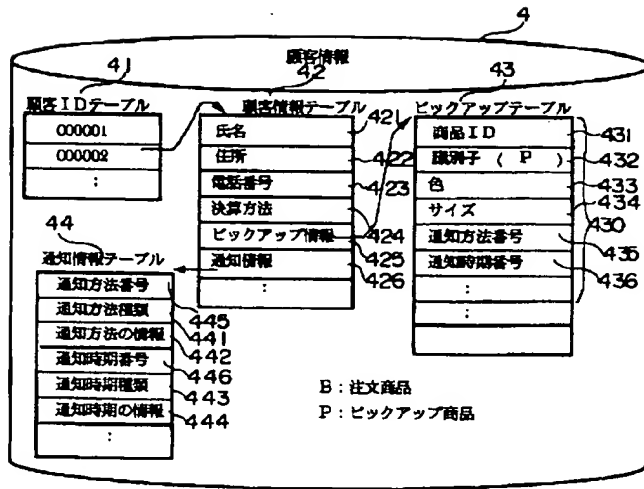 4
顧客情報
41
顧客IDテーブル
000001
000002
：
42
顧客情報テーブル
氏名
住所
電話番号
決算方法
ピックアップ情報
通知情報
：
421
422
423
424
425
426
43
ピックアップテーブル
商品ID
識別子 ( P )
色
サイズ
通知方法番号
通知時期番号
：
：
431
432
433
434
430
435
436
44
通知情報テーブル
通知方法番号
通知方法種類
通知方法の情報
通知時期番号
通知時期種類
通知時期の情報
：
445
441
442
446
443
444
B：注文商品
P：ピックアップ商品